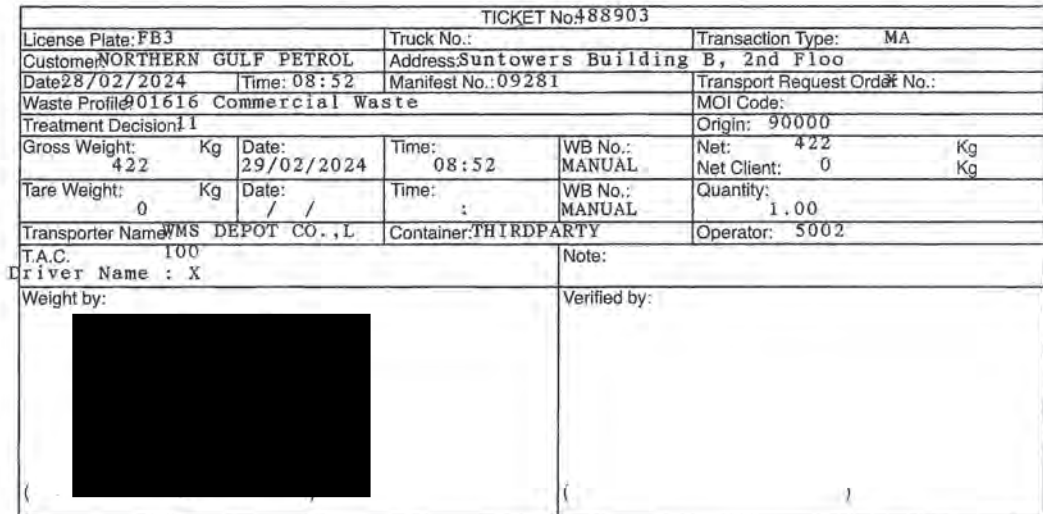 TICKET No:488903
License Plate: FB3 Truck No.: Transaction Type: MA
Customer NORTHERN GULF PETROL Address: Suntowers Building B, 2nd Floo
Date 28/02/2024 Time: 08:52 Manifest No.: 09281 Transport Request Order No.:
Waste Profile 901616 Commercial Waste MOI Code:
Treatment Decision: 11 Origin: 90000
Gross Weight: Kg Date: Time: WB No.: Net: 422 Kg
422 29/02/2024 08:52 MANUAL Net Client: 0 Kg
Tare Weight: Kg Date: Time: WB No.: Quantity:
0 / / : MANUAL 1.00
Transporter Name WMS DEPOT CO.,L Container: THIRDPARTY Operator: 5002
T.A.C. 100 Note:
Driver Name : X
Weight by: Verified by:
( ) ( )